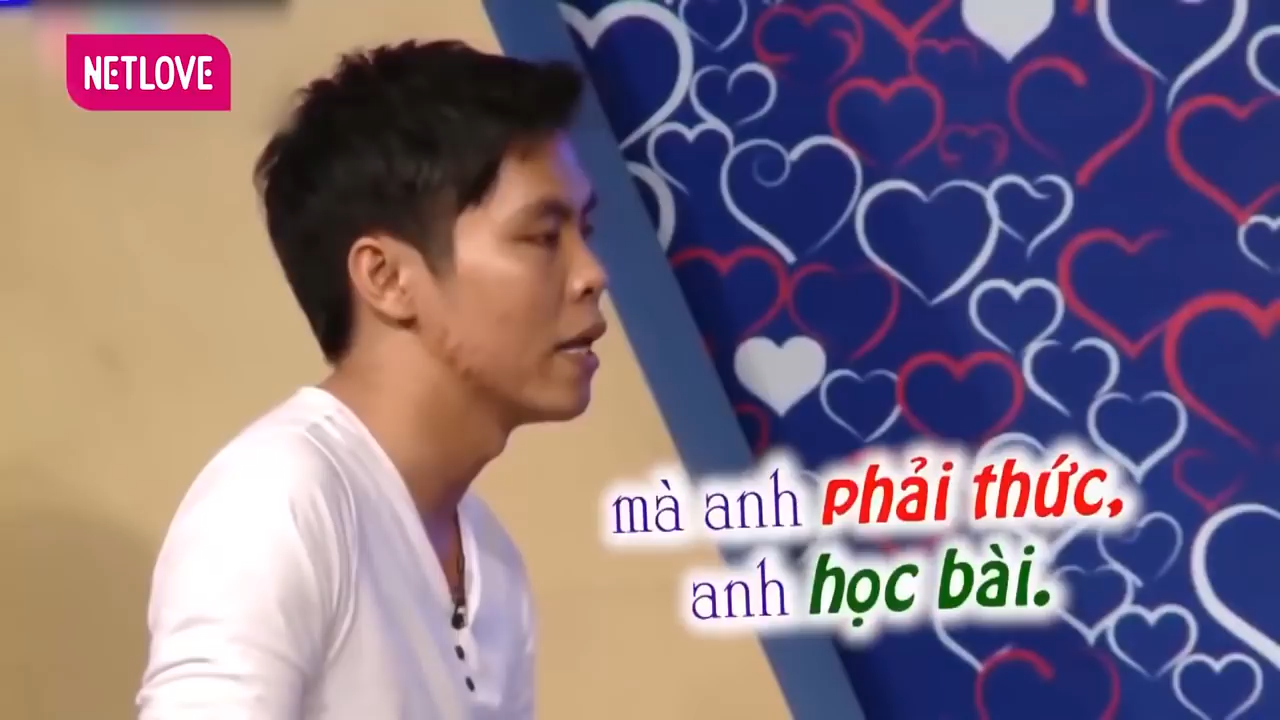 NETLOVE
mà anh phải thức,
anh học bài.